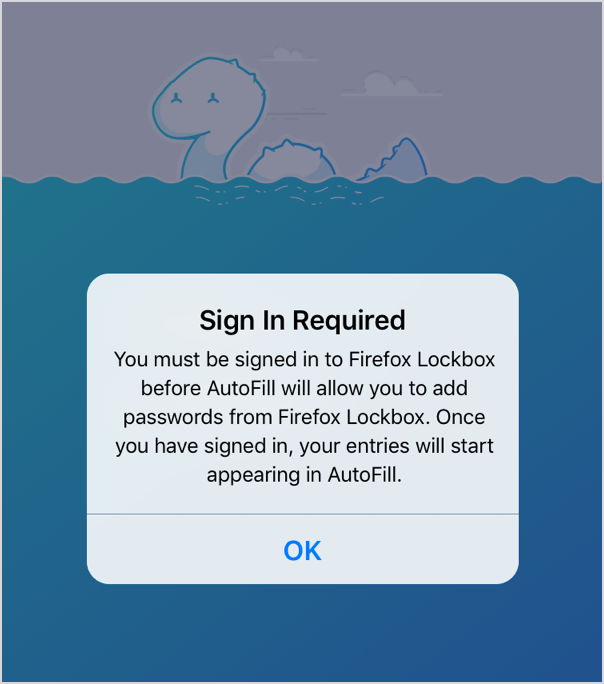 Sign In Required
You must be signed in to Firefox Lockbox
before AutoFill will allow you to add
passwords from Firefox Lockbox. Once
you have signed in, your entries will start
appearing in AutoFill.
OK